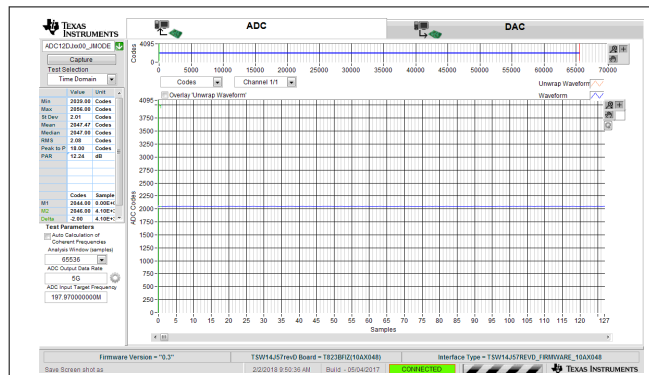 TEXAS INSTRUMENTS
ADC
DAC
ADC12DJxx00_JMODE
Capture
Test Selection
Time Domain
Value Unit
Min 2039.00 Codes
Max 2056.00 Codes
St Dev 2.01 Codes
Mean 2047.47 Codes
Median 2047.00 Codes
RMS 2.08 Codes
Peak to P 18.00 Codes
PAR 12.24 dB
Codes Sample
M1 2044.00 0.00E+
M2 2046.00 4.10E+
Delta -2.00 4.10E+
Test Parameters
Auto Calculation of
Coherent Frequencies
Analysis Window (samples)
65536
ADC Output Data Rate
5G
ADC Input Target Frequency
197.970000000M
Codes
4095
0
0 5000 10000 15000 20000 25000 30000 35000 40000 45000 50000 55000 60000 65000 70000
Codes
Channel 1/1
Unwrap Waveform
Overlay 'Unwrap Waveform'
Waveform
ADC Codes
4095
3750
3500
3250
3000
2750
2500
2250
2000
1750
1500
1250
1000
750
500
250
0
0 5 10 15 20 25 30 35 40 45 50 55 60 65 70 75 80 85 90 95 100 105 110 115 120 127
Samples
Firmware Version = "0.3"
TSW14J57revD Board = T823BFIZ(10AX048)
Interface Type = TSW14J57REVD_FIRMWARE_10AX048
Save Screen shot as
2/2/2018 9:50:36 AM
Build - 05/04/2017
CONNECTED
TEXAS INSTRUMENTS